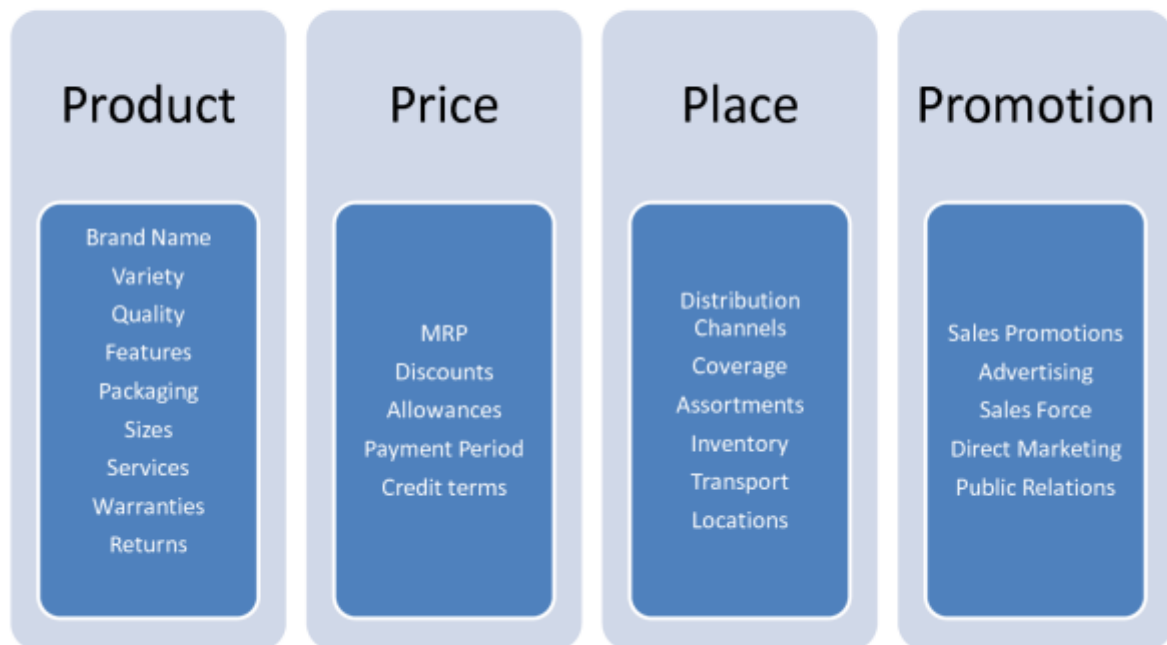 Product
Brand Name
Variety
Quality
Features
Packaging
Sizes
Services
Warranties
Returns
Price
MRP
Discounts
Allowances
Payment Period
Credit terms
Place
Distribution
Channels
Coverage
Assortments
Inventory
Transport
Locations
Promotion
Sales Promotions
Advertising
Sales Force
Direct Marketing
Public Relations